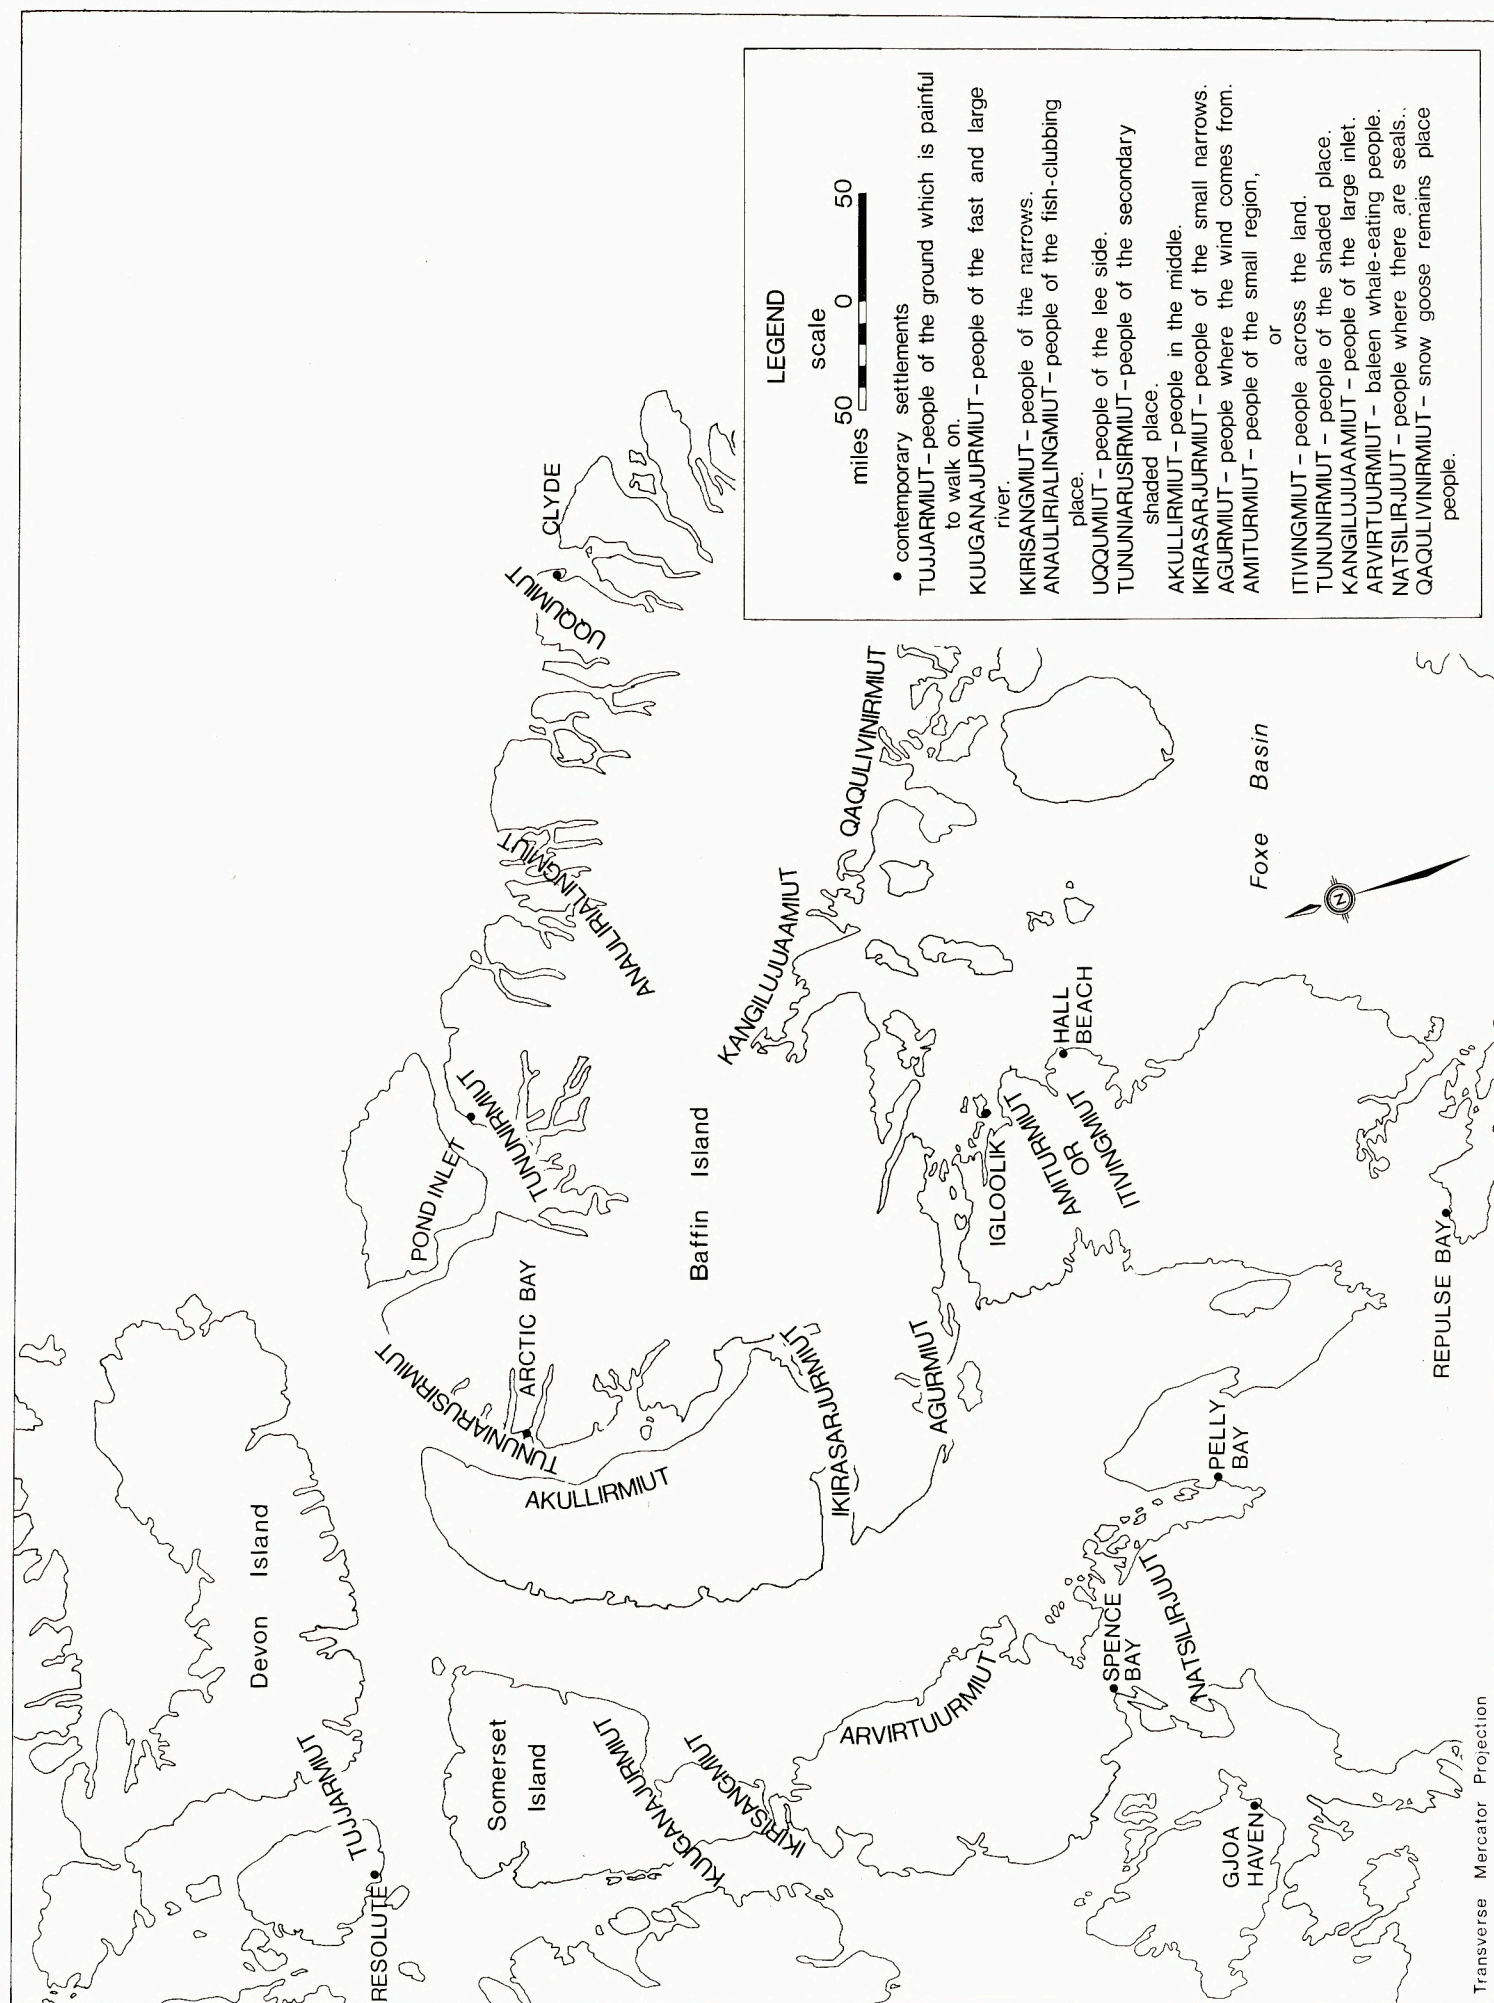 RESOLUTE
TUJJARMIUT
Devon Island
Somerset
Island
KUUGANAJURMIUT
IKIRISANGMIUT
AKULLIRMIUT
TUNUNIARUSIRMIUT
ARCTIC BAY
POND INLET
TUNUNIRMIUT
ANAULIRIALINGMIUT
UQQUMIUT
CLYDE
Baffin Island
KANGILUJUAAMIUT
QAQULIVINIRMIUT
IKIRASARJURMIUT
AGURMIUT
ARVIRTUURMIUT
IGLOOLIK
AMITURMIUT
OR
ITIVINGMIUT
HALL
BEACH
SPENCE
BAY
NATSILIRJUUT
PELLY
BAY
GJOA
HAVEN
REPULSE BAY
Foxe Basin
N
LEGEND
scale
miles 50 0 50
• contemporary settlements
TUJJARMIUT-people of the ground which is painful
to walk on.
KUUGANAJURMIUT-people of the fast and large
river.
IKIRISANGMIUT-people of the narrows.
ANAULIRIALINGMIUT-people of the fish-clubbing
place.
UQQUMIUT-people of the lee side.
TUNUNIARUSIRMIUT-people of the secondary
shaded place.
AKULLIRMIUT-people in the middle.
IKIRASARJURMIUT-people of the small narrows.
AGURMIUT-people where the wind comes from.
AMITURMIUT-people of the small region,
or
ITIVINGMIUT-people across the land.
TUNUNIRMIUT-people of the shaded place.
KANGILUJUAAMIUT-people of the large inlet.
ARVIRTUURMIUT-baleen whale-eating people.
NATSILIRJUUT-people where there are seals..
QAQULIVINIRMIUT-snow goose remains place
people.
Transverse Mercator Projection